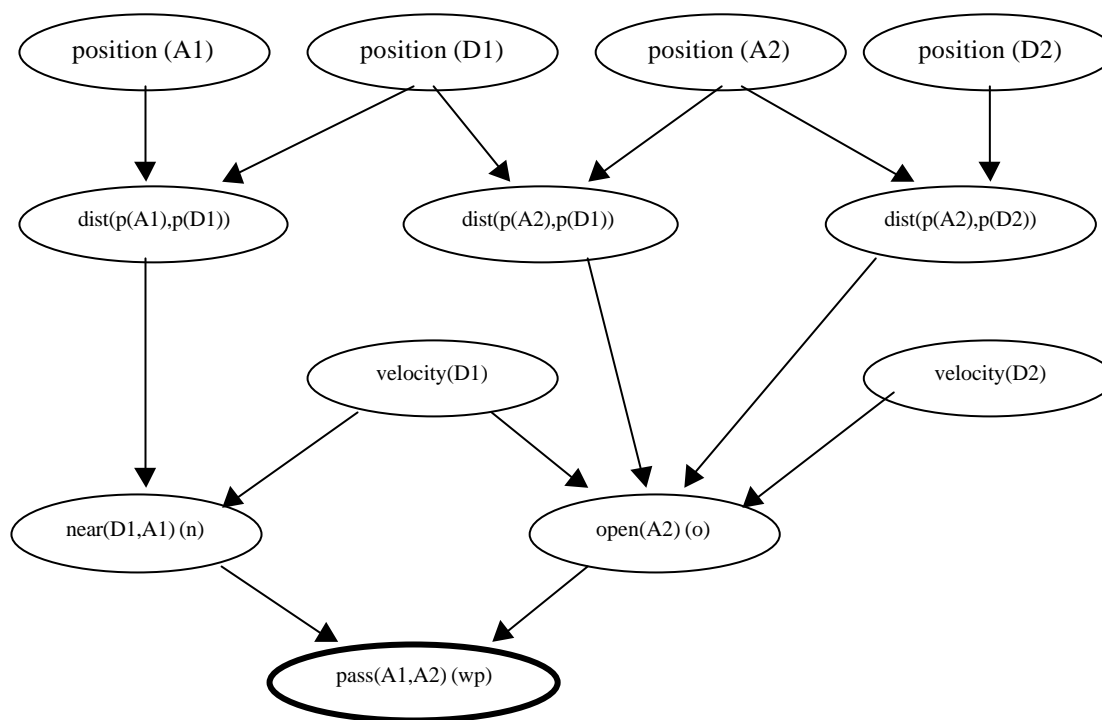 position (A1)
position (D1)
position (A2)
position (D2)
dist(p(A1),p(D1))
dist(p(A2),p(D1))
dist(p(A2),p(D2))
velocity(D1)
velocity(D2)
near(D1,A1) (n)
open(A2) (o)
pass(A1,A2) (wp)